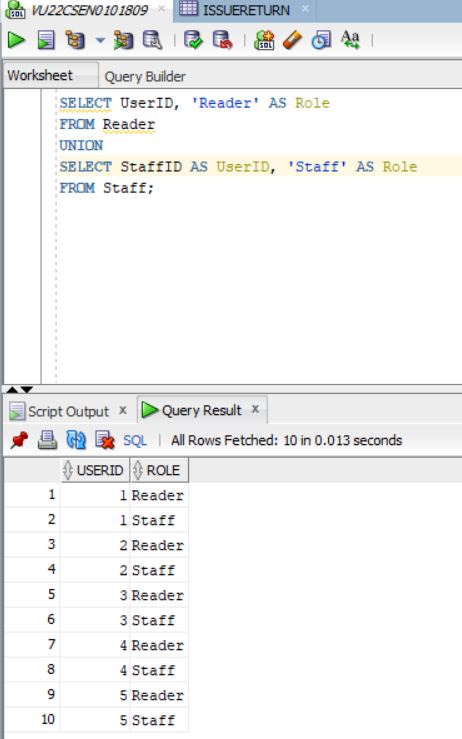 VU22CSEN0101809 × ISSUERETURN ×
SQL Aa
Worksheet Query Builder
SELECT UserID, 'Reader' AS Role
FROM Reader
UNION
SELECT StaffID AS UserID, 'Staff' AS Role
FROM Staff;
Script Output × Query Result ×
SQL | All Rows Fetched: 10 in 0.013 seconds
USERID ROLE
1 1 Reader
2 1 Staff
3 2 Reader
4 2 Staff
5 3 Reader
6 3 Staff
7 4 Reader
8 4 Staff
9 5 Reader
10 5 Staff